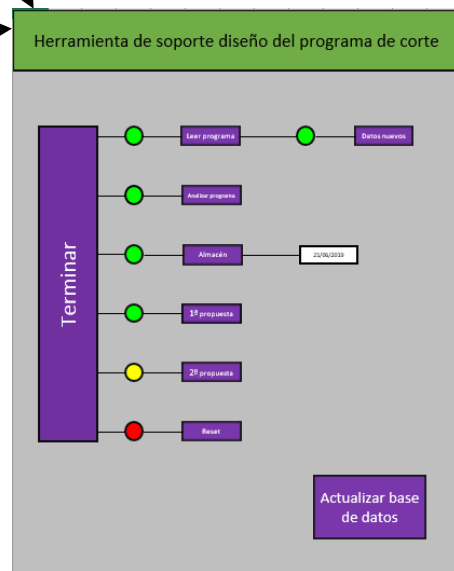 Herramienta de soporte diseño del programa de corte
Leer programa
Datos nuevos
Analizar programa
Almacén
21/06/2019
Terminar
1ª propuesta
2ª propuesta
Reset
Actualizar base
de datos